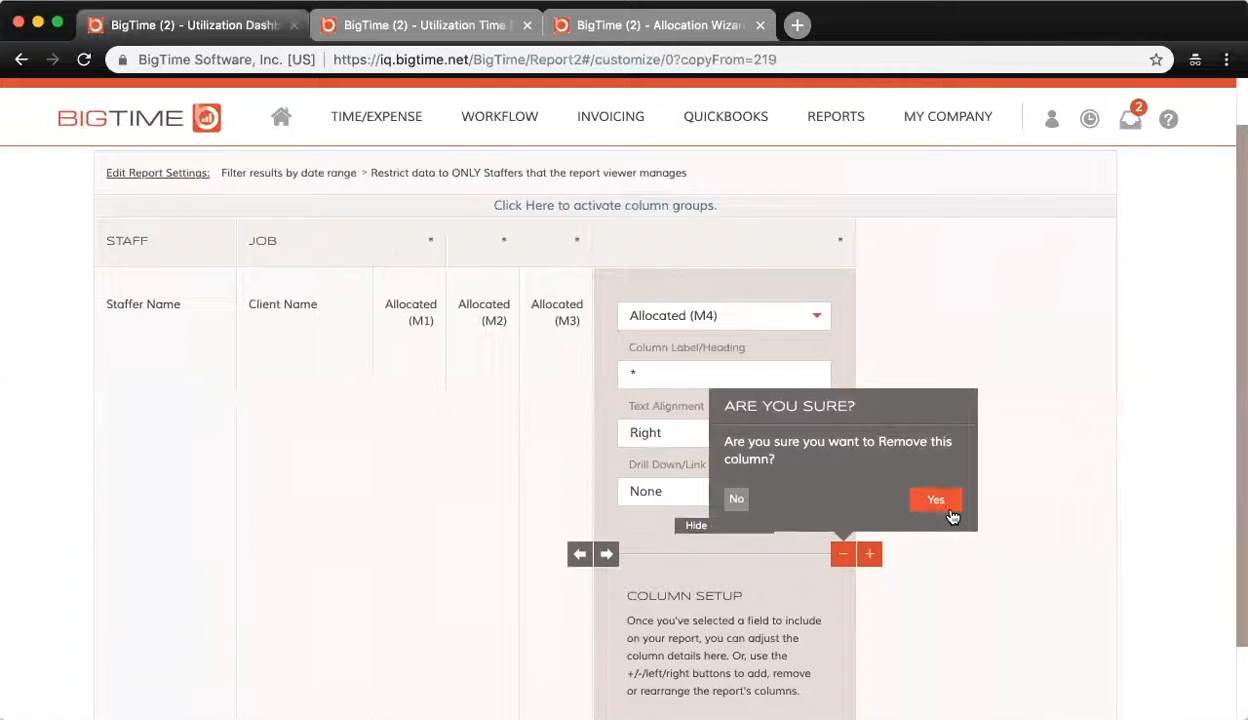 BigTime (2) - Utilization Dashb
BigTime (2) - Utilization Time
BigTime (2) - Allocation Wizar
BigTime Software, Inc. [US]
https://iq.bigtime.net/BigTime/Report2#/customize/0?copyFrom=219
BIGTIME
TIME/EXPENSE
WORKFLOW
INVOICING
QUICKBOOKS
REPORTS
MY COMPANY
2
Edit Report Settings: Filter results by date range > Restrict data to ONLY Staffers that the report viewer manages
Click Here to activate column groups.
STAFF
JOB
*
*
*
*
Staffer Name
Client Name
Allocated
(M1)
Allocated
(M2)
Allocated
(M3)
Allocated (M4)
Column Label/Heading
*
Text Alignment
Right
Drill Down/Link
None
Hide
ARE YOU SURE?
Are you sure you want to Remove this
column?
No
Yes
COLUMN SETUP
Once you've selected a field to include
on your report, you can adjust the
column details here. Or, use the
+/-/left/right buttons to add, remove
or rearrange the report's columns.